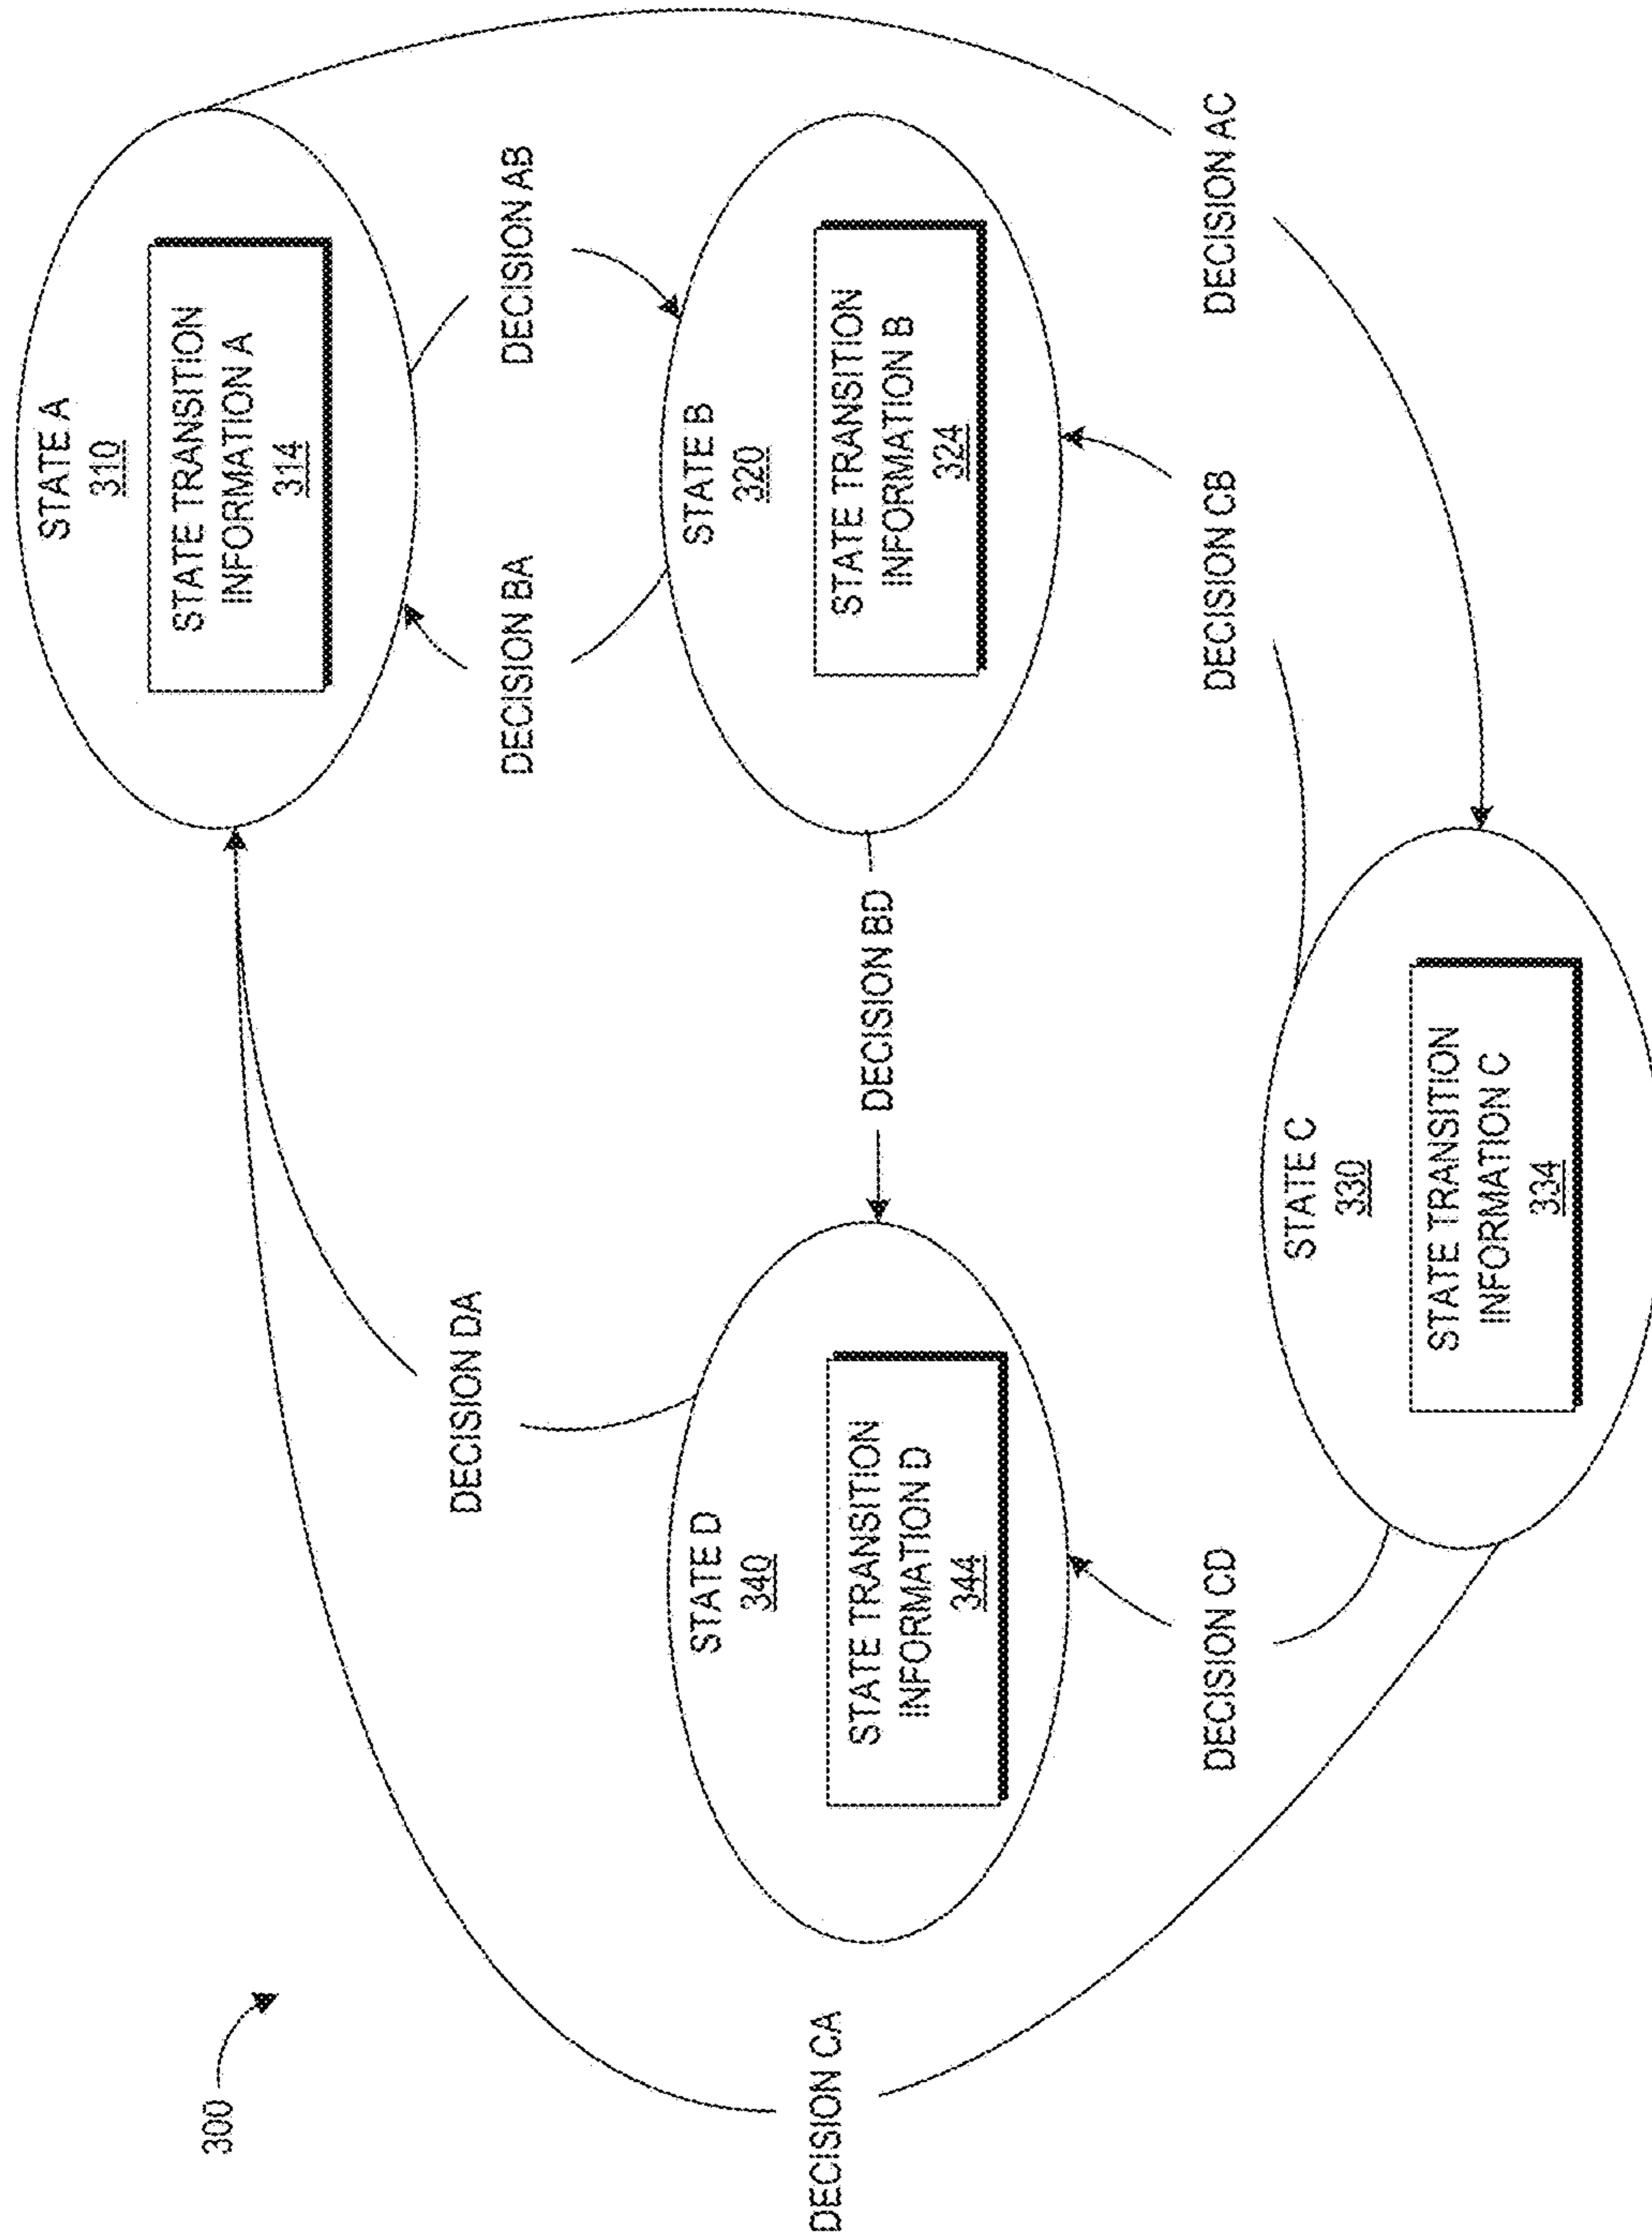 300
STATE A
310
STATE TRANSITION
INFORMATION A
314
DECISION DA
DECISION BA
DECISION AB
STATE D
340
STATE TRANSITION
INFORMATION D
344
STATE B
320
STATE TRANSITION
INFORMATION B
324
DECISION CA
DECISION BD
DECISION CD
DECISION CB
DECISION AC
STATE C
330
STATE TRANSITION
INFORMATION C
334